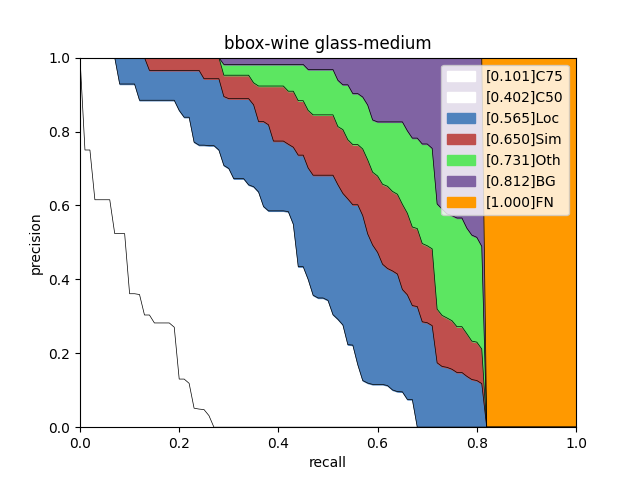 bbox-wine glass-medium
1.0
0.8
0.6
0.4
0.2
0.0
precision
[0.101]C75
[0.402]C50
[0.565]Loc
[0.650]Sim
[0.731]Oth
[0.812]BG
[1.000]FN
0.0 0.2 0.4 0.6 0.8 1.0
recall